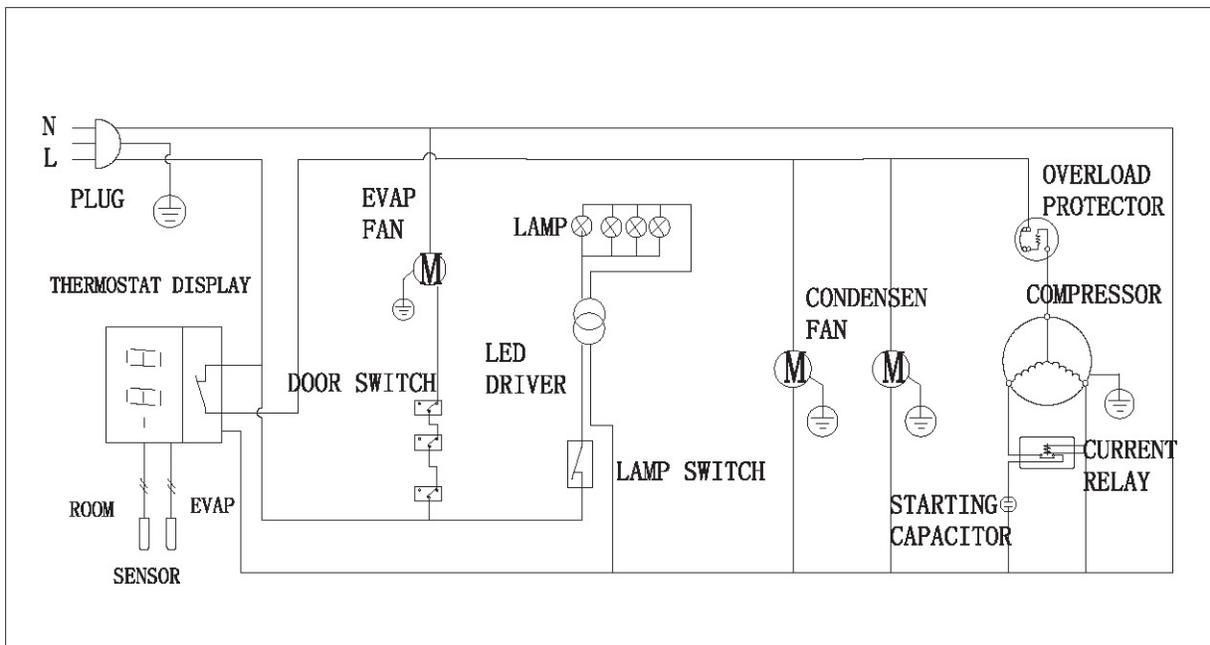 N
L
PLUG
EVAP
FAN
LAMP
OVERLOAD
PROTECTOR
THERMOSTAT DISPLAY
M
CONDENSEN
FAN
COMPRESSOR
LED
DRIVER
M
M
DOOR SWITCH
LAMP SWITCH
CURRENT
RELAY
ROOM
EVAP
STARTING
CAPACITOR
SENSOR